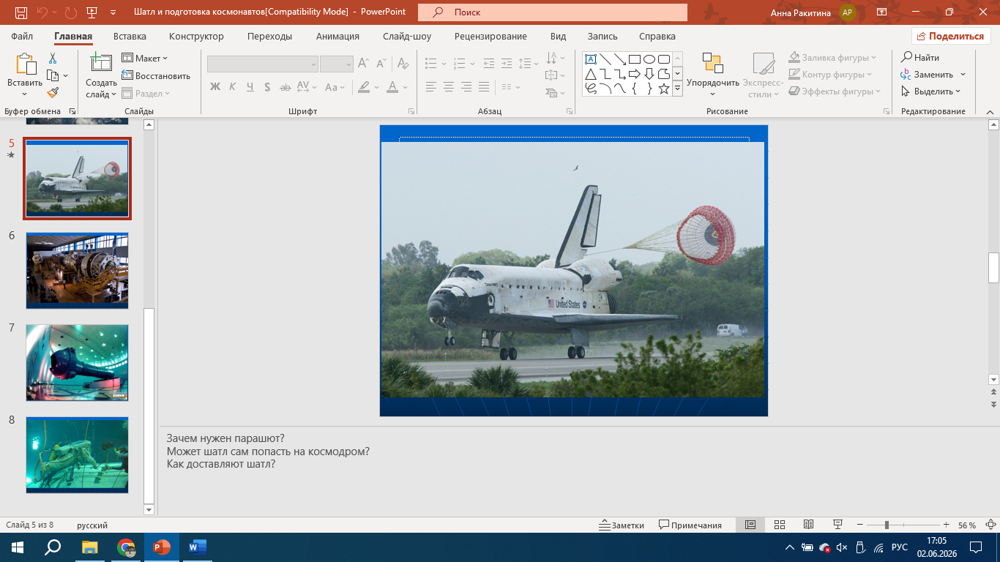 Шатл и подготовка космонавтов[Compatibility Mode] - PowerPoint
Поиск
Анна Ракитина
АР
Файл
Главная
Вставка
Конструктор
Переходы
Анимация
Слайд-шоу
Рецензирование
Вид
Запись
Справка
Поделиться
Вставить
Буфер обмена
Создать слайд
Макет
Восстановить
Раздел
Слайды
Ж К Ч S ab AV Aa А
Шрифт
Абзац
Упорядочить
Экспресс-стили
Заливка фигуры
Контур фигуры
Эффекты фигуры
Рисование
Найти
Заменить
Выделить
Редактирование
5
6
7
8
United States
Зачем нужен парашют?
Может шатл сам попасть на космодром?
Как доставляют шатл?
Слайд 5 из 8
русский
Заметки
Примечания
56 %
РУС
17:05
02.06.2026